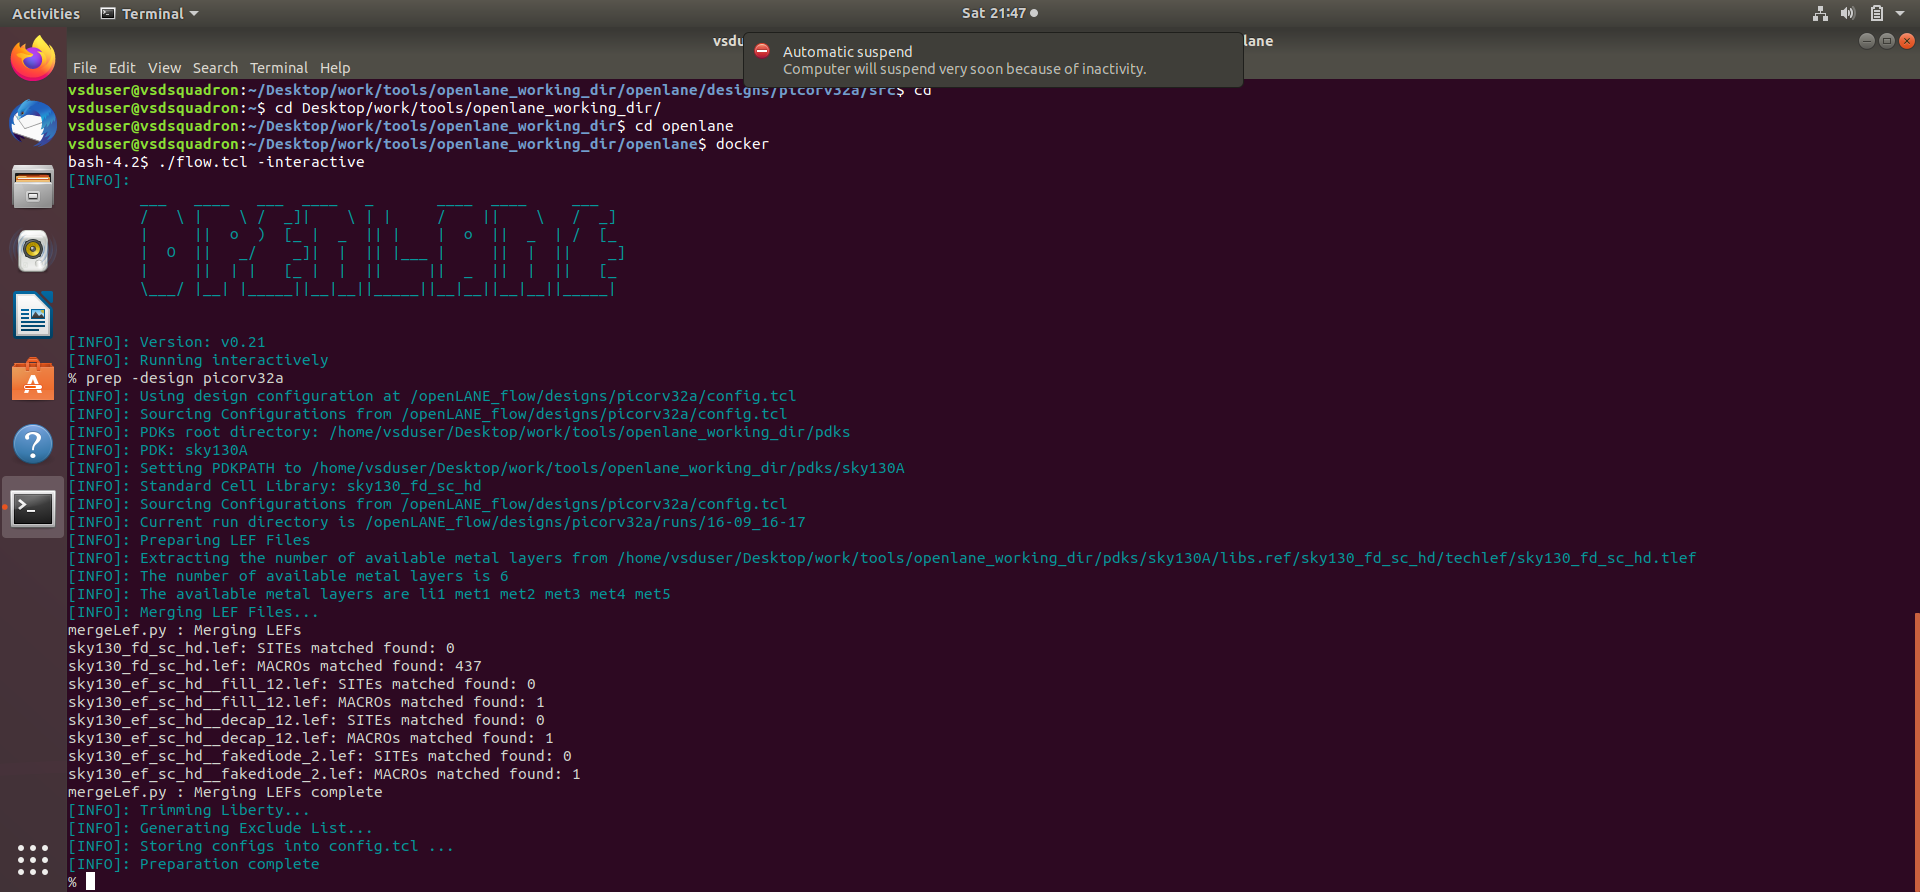 Activities
Terminal
Sat 21:47
vsdu
lane
Automatic suspend
Computer will suspend very soon because of inactivity.
File Edit View Search Terminal Help
vsduser@vsdsquadron:~/Desktop/work/tools/openlane_working_dir/openlane/designs/picorv32a/src$ cd
vsduser@vsdsquadron:~$ cd Desktop/work/tools/openlane_working_dir/
vsduser@vsdsquadron:~/Desktop/work/tools/openlane_working_dir$ cd openlane
vsduser@vsdsquadron:~/Desktop/work/tools/openlane_working_dir/openlane$ docker
bash-4.2$ ./flow.tcl -interactive
[INFO]:
OPENLANE
[INFO]: Version: v0.21
[INFO]: Running interactively
% prep -design picorv32a
[INFO]: Using design configuration at /openLANE_flow/designs/picorv32a/config.tcl
[INFO]: Sourcing Configurations from /openLANE_flow/designs/picorv32a/config.tcl
[INFO]: PDKs root directory: /home/vsduser/Desktop/work/tools/openlane_working_dir/pdks
[INFO]: PDK: sky130A
[INFO]: Setting PDKPATH to /home/vsduser/Desktop/work/tools/openlane_working_dir/pdks/sky130A
[INFO]: Standard Cell Library: sky130_fd_sc_hd
[INFO]: Sourcing Configurations from /openLANE_flow/designs/picorv32a/config.tcl
[INFO]: Current run directory is /openLANE_flow/designs/picorv32a/runs/16-09_16-17
[INFO]: Preparing LEF Files
[INFO]: Extracting the number of available metal layers from /home/vsduser/Desktop/work/tools/openlane_working_dir/pdks/sky130A/libs.ref/sky130_fd_sc_hd/techlef/sky130_fd_sc_hd.tlef
[INFO]: The number of available metal layers is 6
[INFO]: The available metal layers are li1 met1 met2 met3 met4 met5
[INFO]: Merging LEF Files...
mergeLef.py : Merging LEFs
sky130_fd_sc_hd.lef: SITEs matched found: 0
sky130_fd_sc_hd.lef: MACROs matched found: 437
sky130_ef_sc_hd__fill_12.lef: SITEs matched found: 0
sky130_ef_sc_hd__fill_12.lef: MACROs matched found: 1
sky130_ef_sc_hd__decap_12.lef: SITEs matched found: 0
sky130_ef_sc_hd__decap_12.lef: MACROs matched found: 1
sky130_ef_sc_hd__fakediode_2.lef: SITEs matched found: 0
sky130_ef_sc_hd__fakediode_2.lef: MACROs matched found: 1
mergeLef.py : Merging LEFs complete
[INFO]: Trimming Liberty...
[INFO]: Generating Exclude List...
[INFO]: Storing configs into config.tcl ...
[INFO]: Preparation complete
%